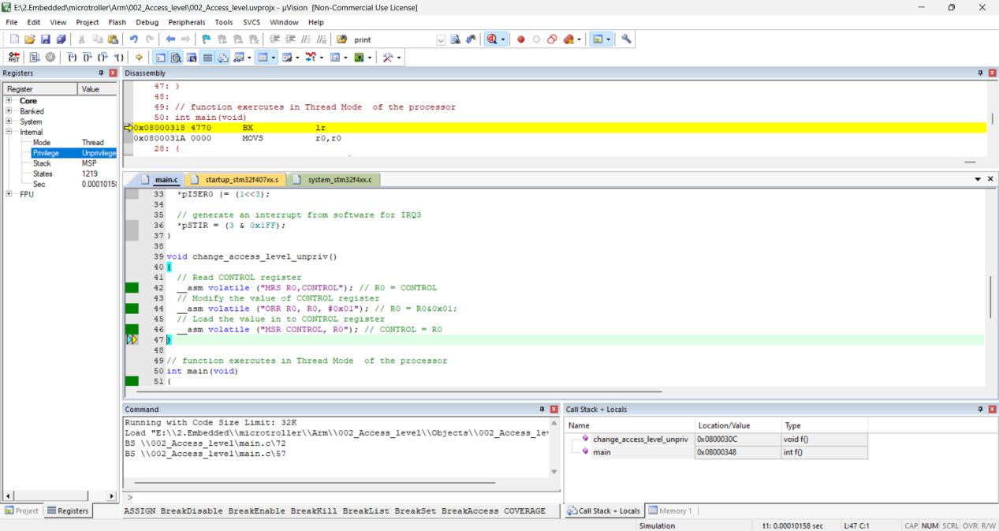 E:\2.Embedded\microtroller\Arm\002_Access_level\002_Access_level.uvprojx - µVision [Non-Commercial Use License]
File Edit View Project Flash Debug Peripherals Tools SVCS Window Help
print
RST
Registers
Register Value
Core
Banked
System
Internal
Mode Thread
Privilege Unprivilege
Stack MSP
States 1219
Sec 0.0001015
FPU
Project Registers
Disassembly
47: }
48:
49: // function exercutes in Thread Mode  of the processor
50: int main(void)
0x08000318 4770 BX lr
0x0800031A 0000 MOVS r0,r0
28: {
main.c startup_stm32f407xx.s system_stm32f4xx.c
33 *pISER0 |= (1<<3);
34
35 // generate an interrupt from software for IRQ3
36 *pSTIR = (3 & 0x1FF);
37 }
38
39 void change_access_level_unpriv()
40 {
41 // Read CONTROL register
42 __asm volatile ("MRS R0,CONTROL"); // R0 = CONTROL
43 // Modify the value of CONTROL register
44 __asm volatile ("ORR R0, R0, #0x01"); // R0 = R0&0x01;
45 // Load the value in to CONTROL register
46 __asm volatile ("MSR CONTROL, R0"); // CONTROL = R0
47 }
48
49 // function exercutes in Thread Mode  of the processor
50 int main(void)
51 {
Command
Running with Code Size Limit: 32K
Load "E:\\2.Embedded\\microtroller\\Arm\\002_Access_level\\Objects\\002_Access_le
BS \\002_Access_level\main.c\72
BS \\002_Access_level\main.c\57
>
ASSIGN BreakDisable BreakEnable BreakKill BreakList BreakSet BreakAccess COVERAGE
Call Stack + Locals
Name Location/Value Type
change_access_level_unpriv 0x0800030C void f()
main 0x08000348 int f()
Call Stack + Locals Memory 1
Simulation t1: 0.00010158 sec L:47 C:1 CAP NUM SCRL OVR R/W